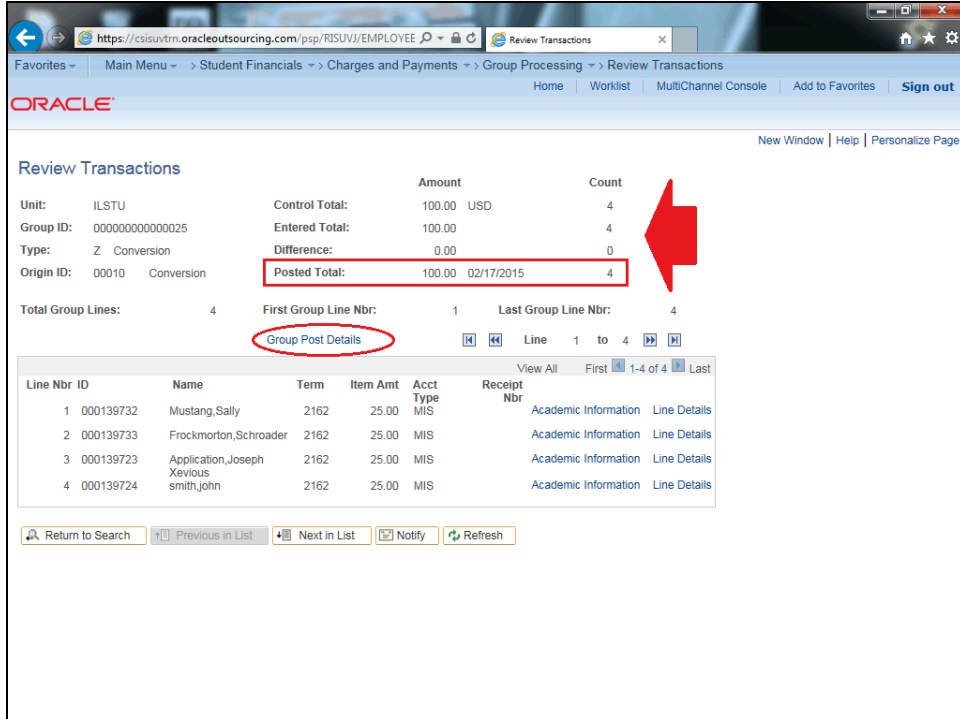 https://csisuvtrn.oracleoutsourcing.com/psp/RISUVJ/EMPLOYEE Review Transactions
Favorites Main Menu > Student Financials > Charges and Payments > Group Processing > Review Transactions
Home Worklist MultiChannel Console Add to Favorites Sign out
ORACLE
New Window | Help | Personalize Page
Review Transactions
Amount Count
Unit: ILSTU Control Total: 100.00 USD 4
Group ID: 000000000000025 Entered Total: 100.00 4
Type: Z Conversion Difference: 0.00 0
Origin ID: 00010 Conversion Posted Total: 100.00 02/17/2015 4
Total Group Lines: 4 First Group Line Nbr: 1 Last Group Line Nbr: 4
Group Post Details Line 1 to 4
View All First 1-4 of 4 Last
Line Nbr ID Name Term Item Amt Acct Type Receipt Nbr
1 000139732 Mustang,Sally 2162 25.00 MIS Academic Information Line Details
2 000139733 Frockmorton,Schroader 2162 25.00 MIS Academic Information Line Details
3 000139723 Application,Joseph Xevious 2162 25.00 MIS Academic Information Line Details
4 000139724 smith,john 2162 25.00 MIS Academic Information Line Details
Return to Search Previous in List Next in List Notify Refresh